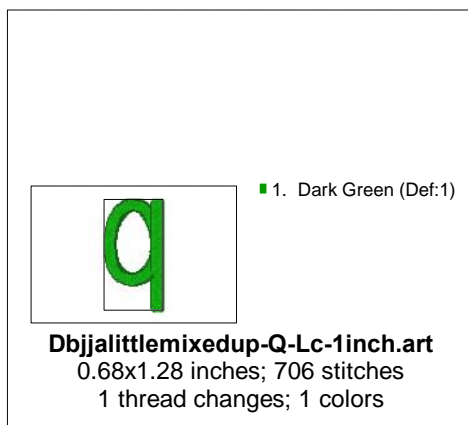 1. Dark Green (Def:1)
q
Dbjjalittlemixedup-Q-Lc-1inch.art
0.68x1.28 inches; 706 stitches
1 thread changes; 1 colors